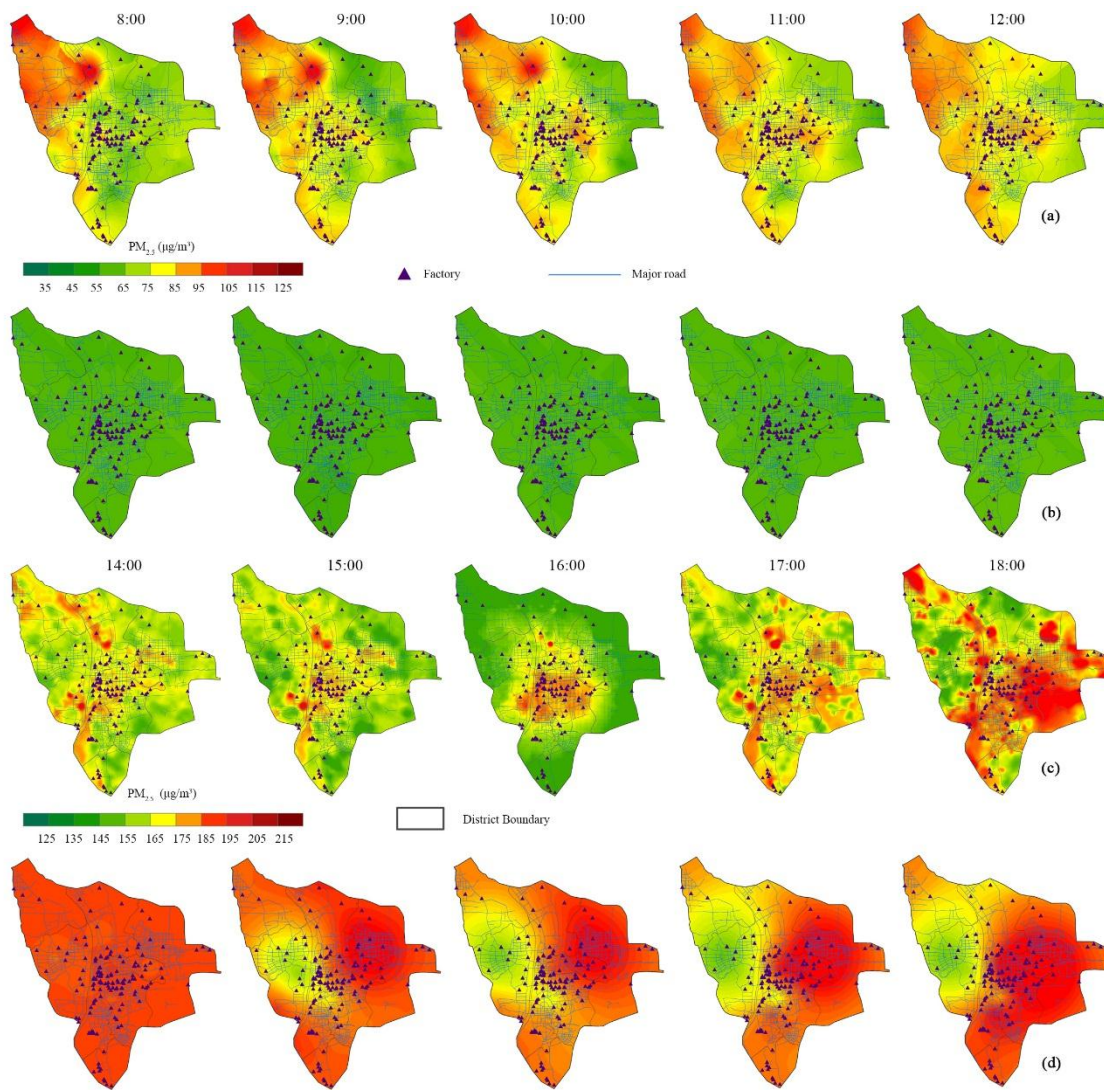 8:00 9:00 10:00 11:00 12:00
(a)
PM2.5 (μg/m³)
Factory Major road
35 45 55 65 75 85 95 105 115 125
(b)
14:00 15:00 16:00 17:00 18:00
(c)
PM2.5 (μg/m³)
District Boundary
125 135 145 155 165 175 185 195 205 215
(d)